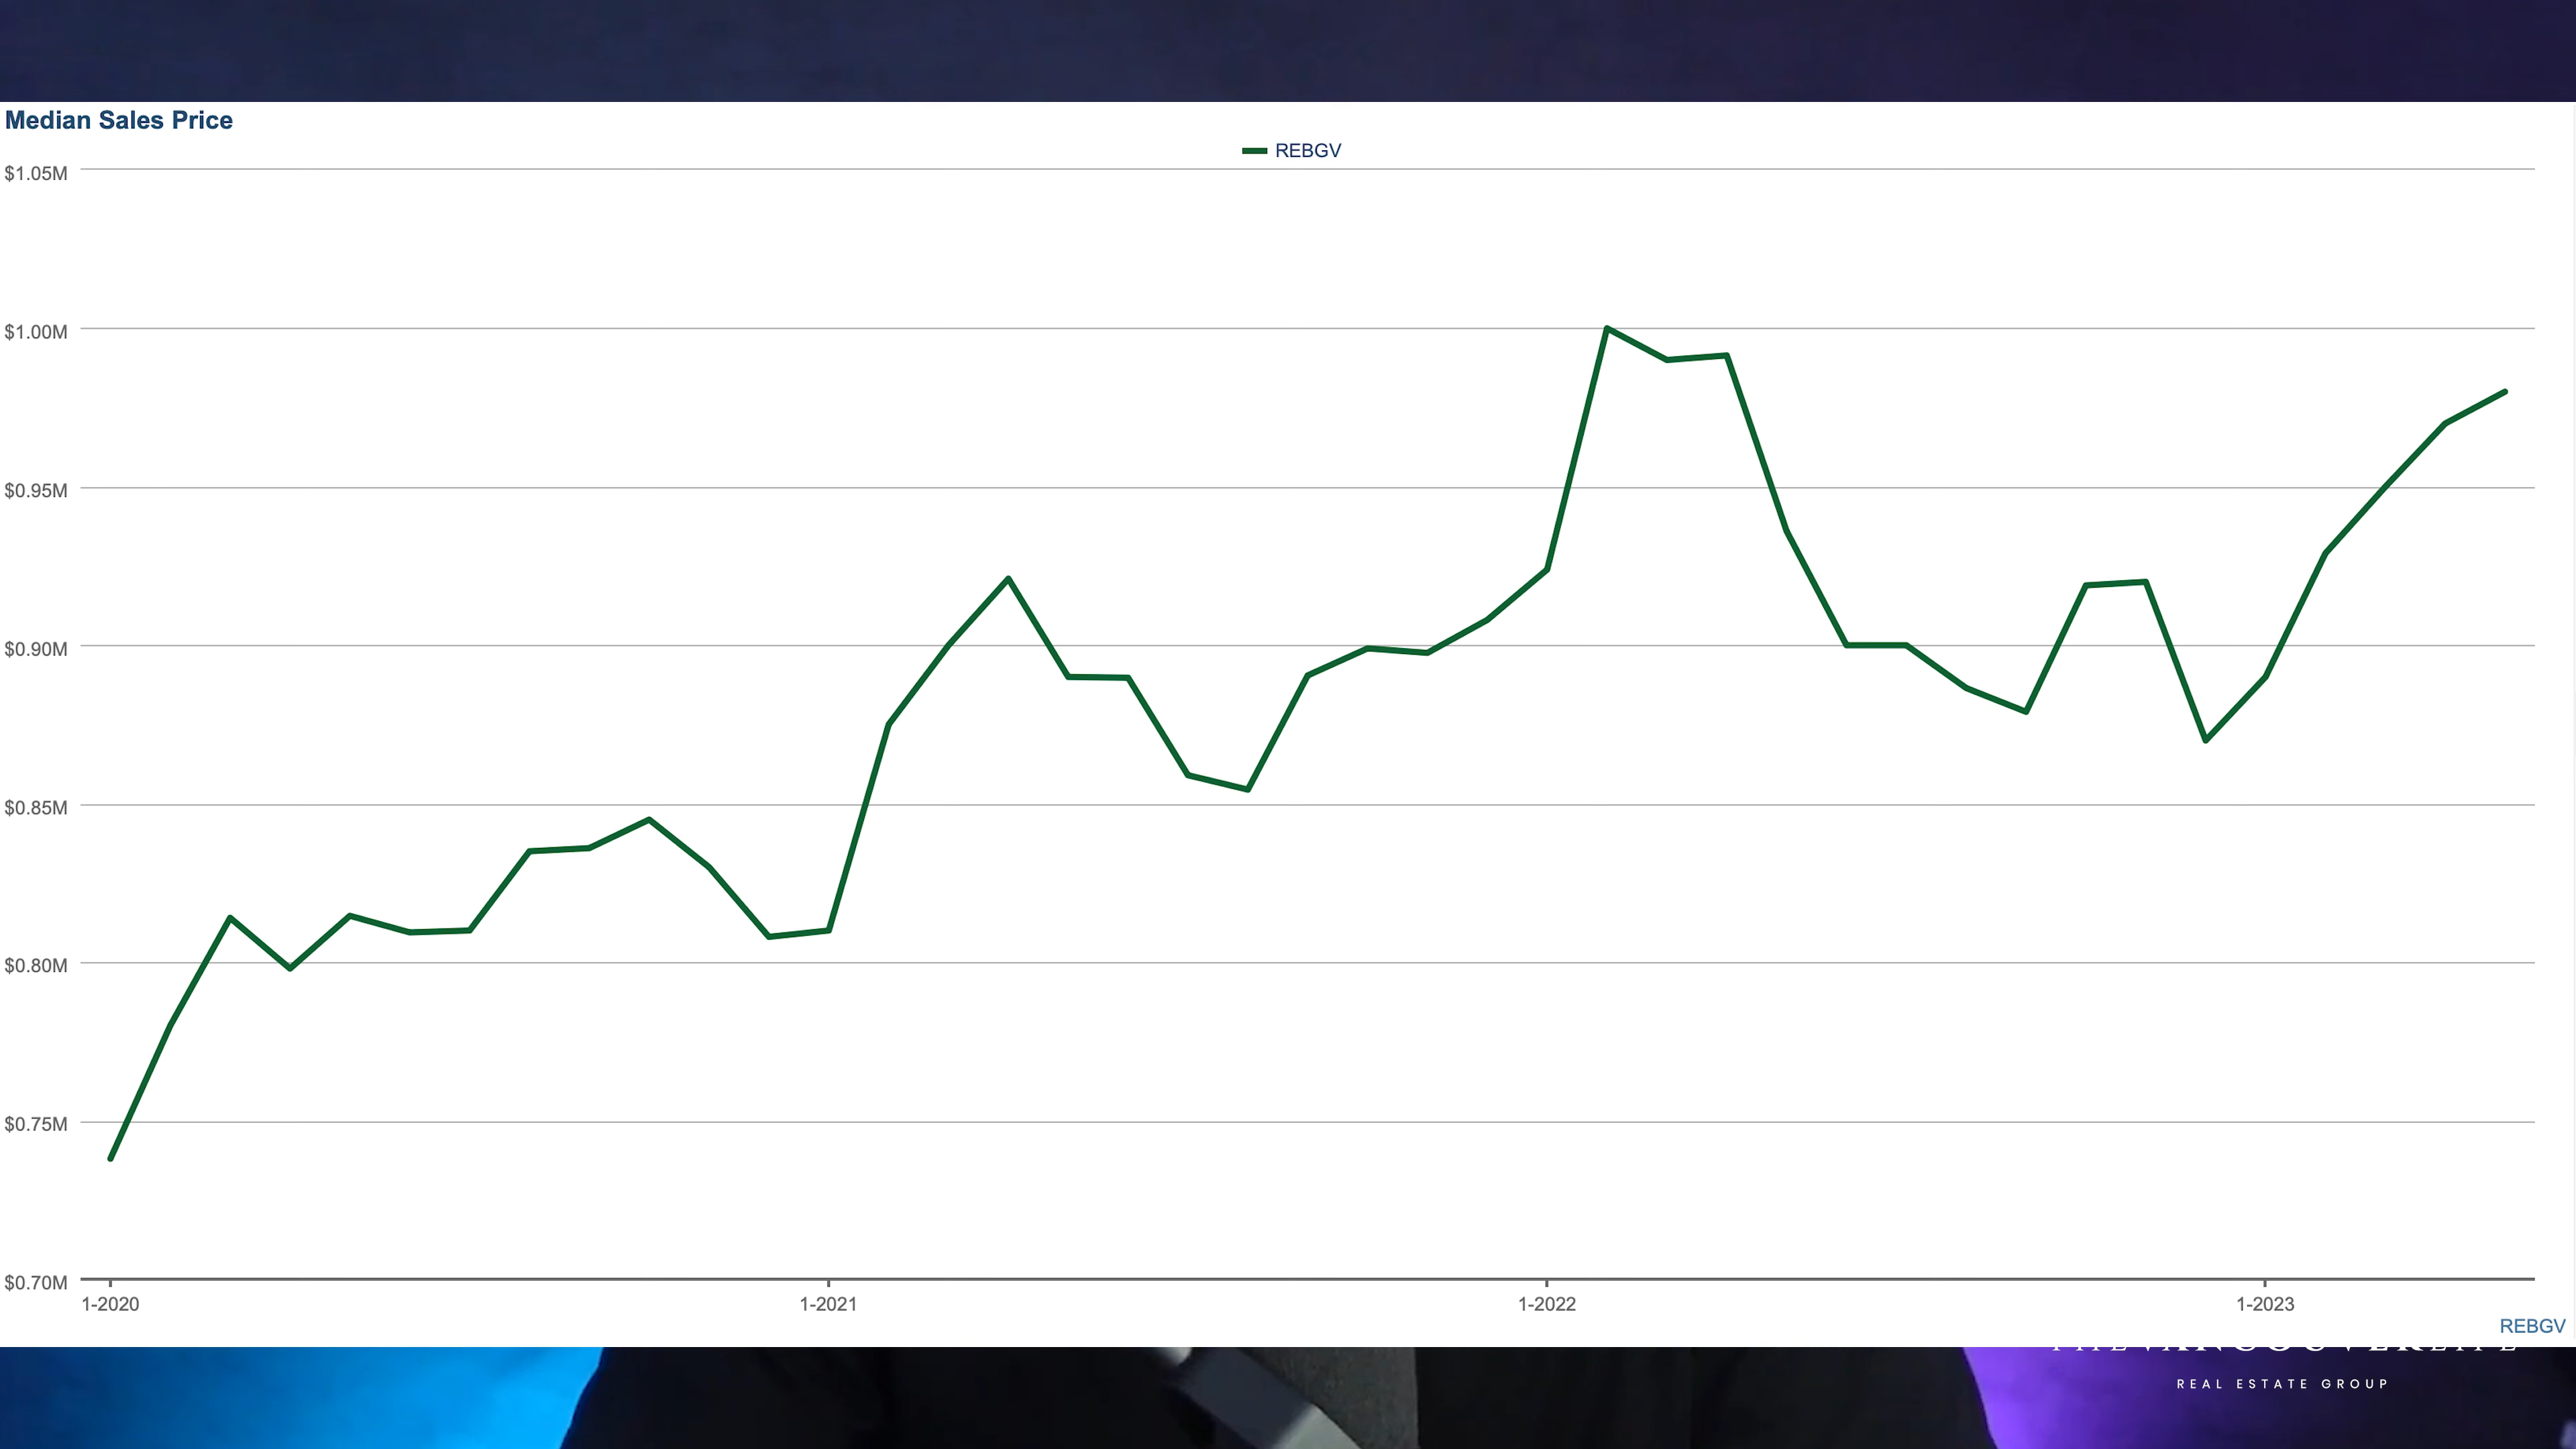 Median Sales Price
REBGV
$1.05M
$1.00M
$0.95M
$0.90M
$0.85M
$0.80M
$0.75M
$0.70M
1-2020 1-2021 1-2022 1-2023
REBGV
REAL ESTATE GROUP